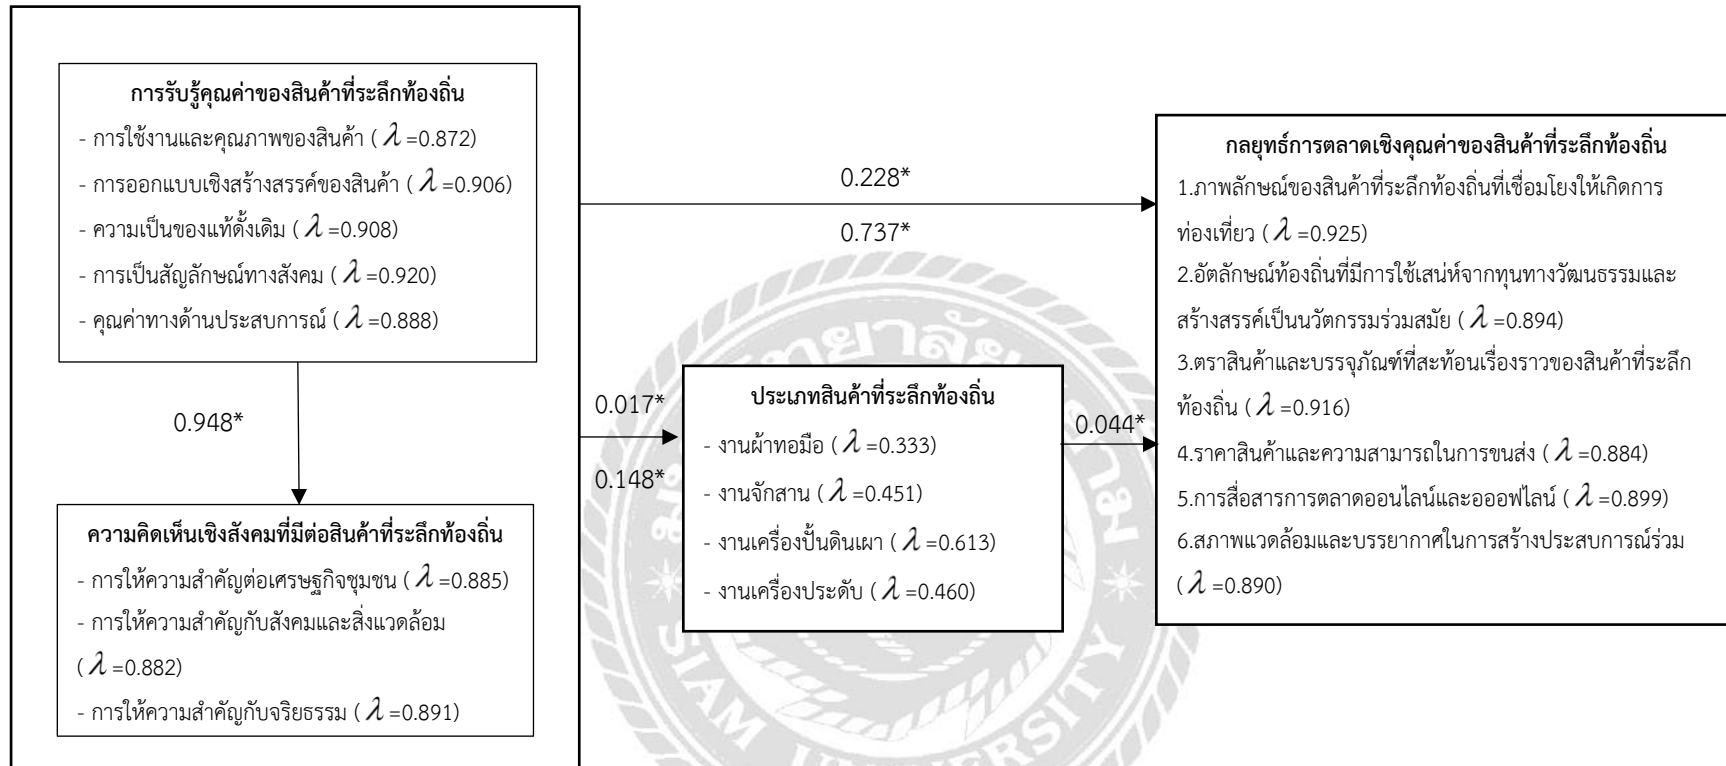 การรับรู้คุณค่าของสินค้าที่ระลึกท้องถิ่น
- การใช้งานและคุณภาพของสินค้า ( λ =0.872)
- การออกแบบเชิงสร้างสรรค์ของสินค้า ( λ =0.906)
- ความเป็นของแท้ดั้งเดิม ( λ =0.908)
- การเป็นสัญลักษณ์ทางสังคม ( λ =0.920)
- คุณค่าทางด้านประสบการณ์ ( λ =0.888)
0.948*
ความคิดเห็นเชิงสังคมที่มีต่อสินค้าที่ระลึกท้องถิ่น
- การให้ความสำคัญต่อเศรษฐกิจชุมชน ( λ =0.885)
- การให้ความสำคัญกับสังคมและสิ่งแวดล้อม
( λ =0.882)
- การให้ความสำคัญกับจริยธรรม ( λ =0.891)
0.228*
0.737*
0.017*
0.148*
ประเภทสินค้าที่ระลึกท้องถิ่น
- งานผ้าทอมือ ( λ =0.333)
- งานจักสาน ( λ =0.451)
- งานเครื่องปั้นดินเผา ( λ =0.613)
- งานเครื่องประดับ ( λ =0.460)
0.044*
กลยุทธ์การตลาดเชิงคุณค่าของสินค้าที่ระลึกท้องถิ่น
1.ภาพลักษณ์ของสินค้าที่ระลึกท้องถิ่นที่เชื่อมโยงให้เกิดการ
ท่องเที่ยว ( λ =0.925)
2.อัตลักษณ์ท้องถิ่นที่มีการใช้เสน่ห์จากทุนทางวัฒนธรรมและ
สร้างสรรค์เป็นนวัตกรรมร่วมสมัย ( λ =0.894)
3.ตราสินค้าและบรรจุภัณฑ์ที่สะท้อนเรื่องราวของสินค้าที่ระลึก
ท้องถิ่น ( λ =0.916)
4.ราคาสินค้าและความสามารถในการขนส่ง ( λ =0.884)
5.การสื่อสารการตลาดออนไลน์และอออฟไลน์ ( λ =0.899)
6.สภาพแวดล้อมและบรรยากาศในการสร้างประสบการณ์ร่วม
( λ =0.890)
SIAM UNIVERSITY